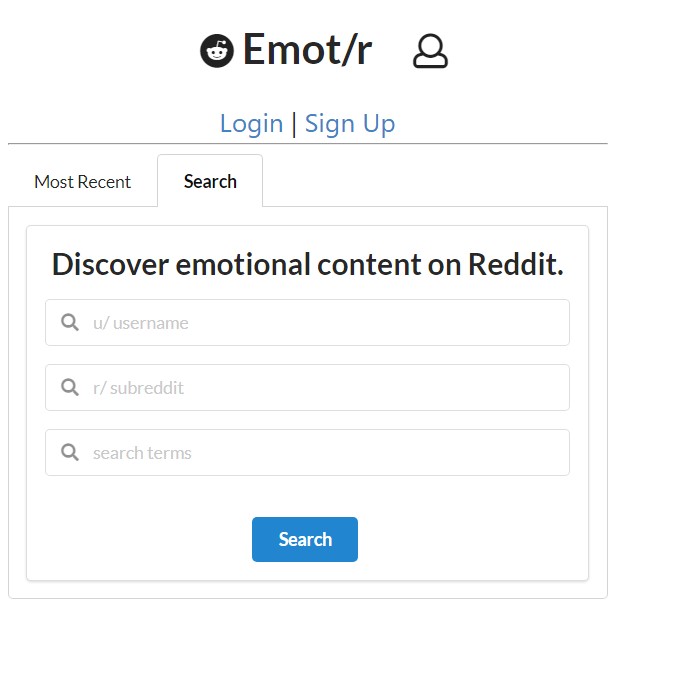 Emot/r
Login | Sign Up
Most Recent Search
Discover emotional content on Reddit.
u/ username
r/ subreddit
search terms
Search